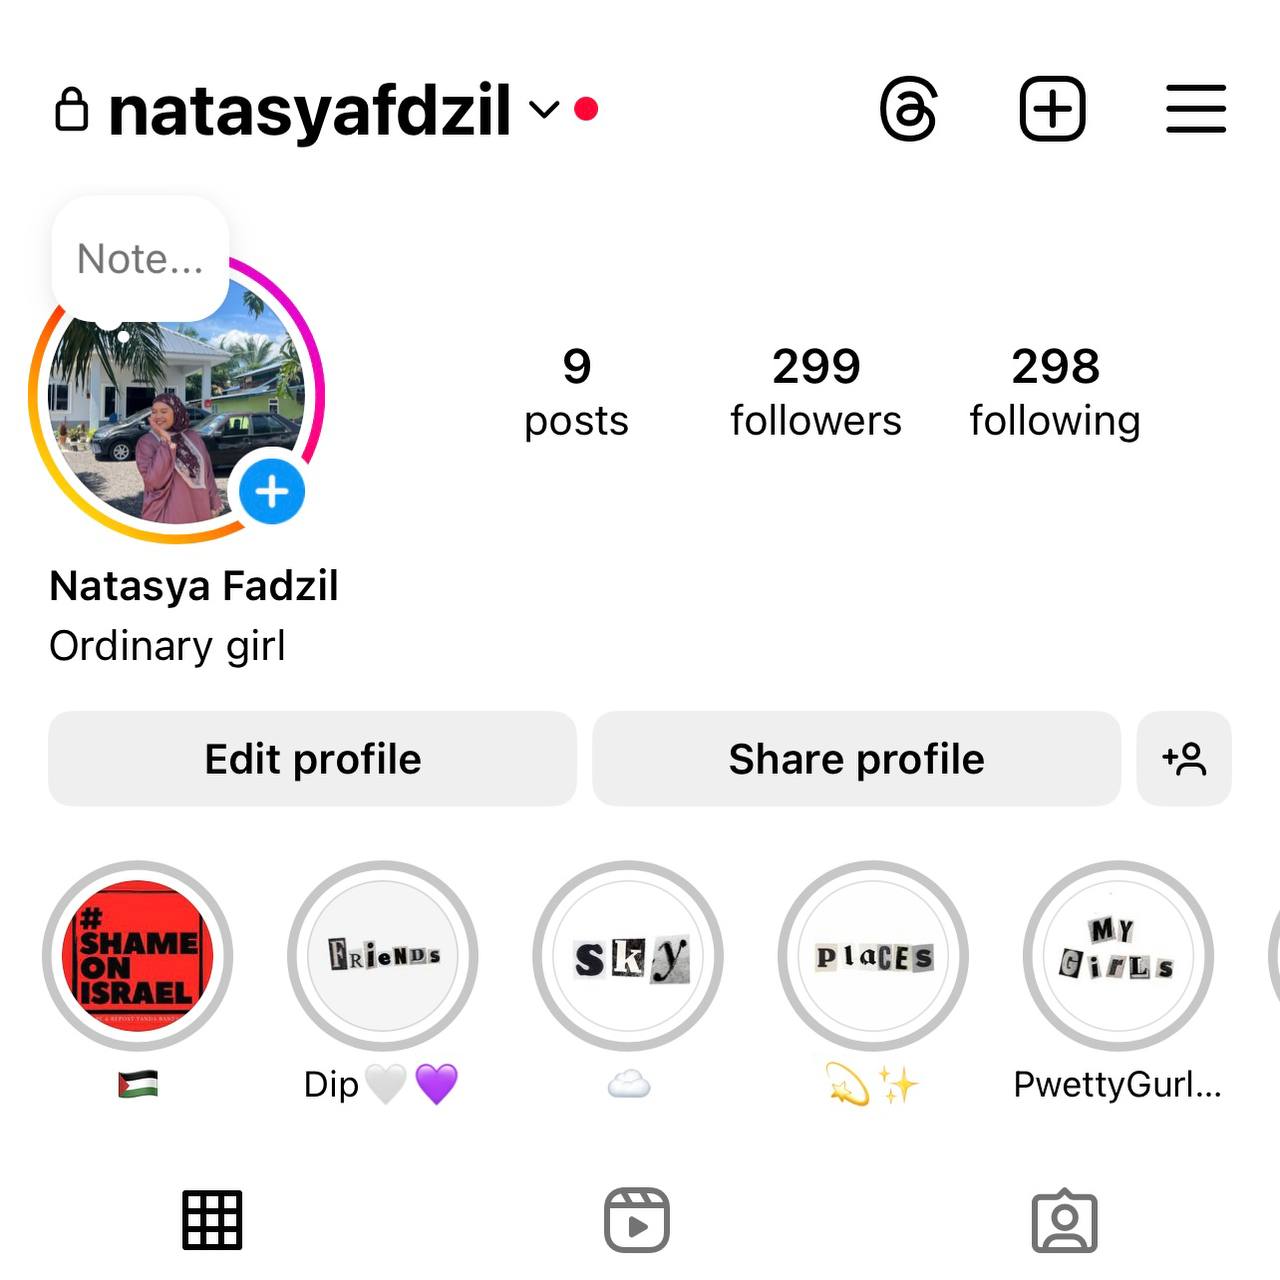 natasyafdzil
Note...
9
posts
299
followers
298
following
Natasya Fadzil
Ordinary girl
Edit profile
Share profile
#
SHAME
ON
ISRAEL
FRieNDs
sky
PlaCEs
MY
GirLs
Dip🤍💜
PwettyGurl...